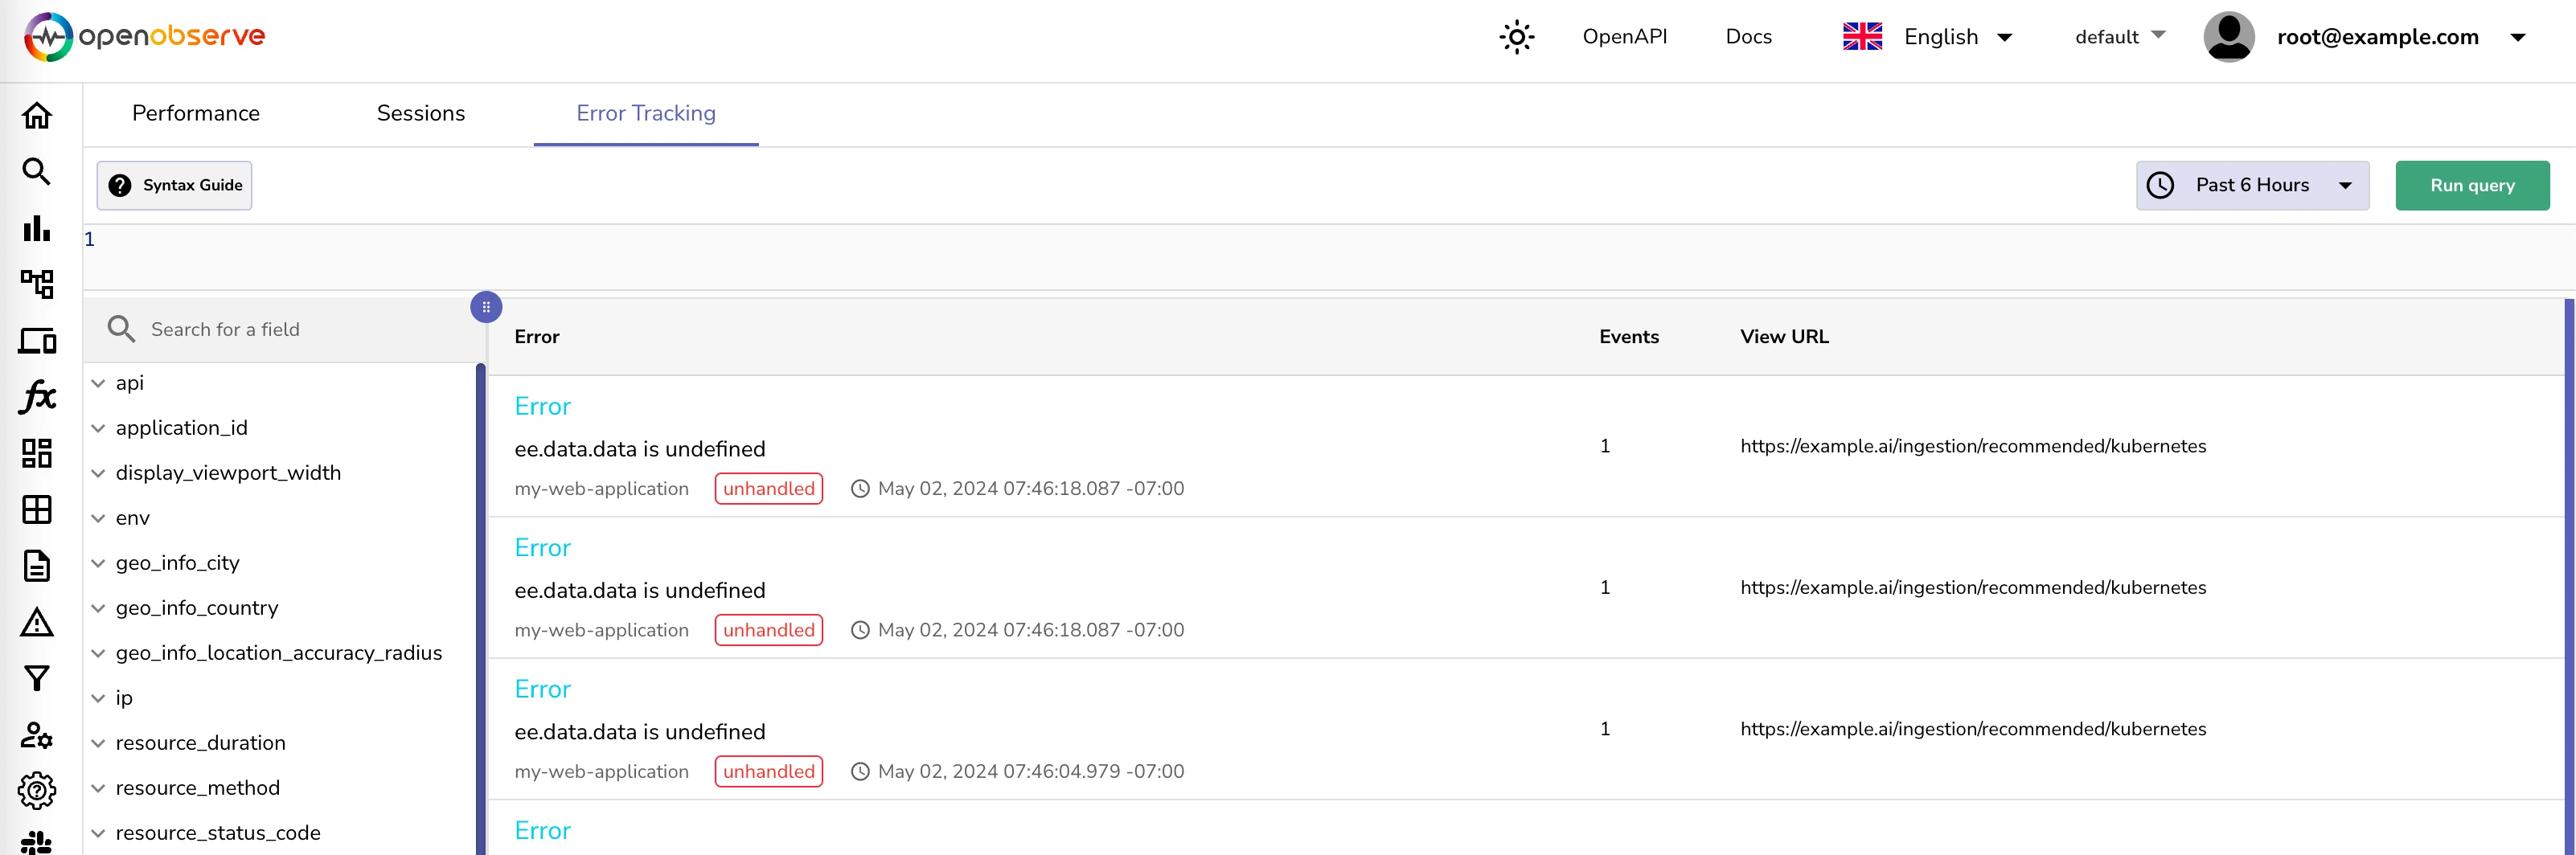 openobserve
OpenAPI
Docs
English
default
root@example.com
Performance
Sessions
Error Tracking
Syntax Guide
Past 6 Hours
Run query
1
Search for a field
api
application_id
display_viewport_width
env
geo_info_city
geo_info_country
geo_info_location_accuracy_radius
ip
resource_duration
resource_method
resource_status_code
Error Events View URL
Error
ee.data.data is undefined
1 https://example.ai/ingestion/recommended/kubernetes
my-web-application unhandled May 02, 2024 07:46:18.087 -07:00
Error
ee.data.data is undefined
1 https://example.ai/ingestion/recommended/kubernetes
my-web-application unhandled May 02, 2024 07:46:18.087 -07:00
Error
ee.data.data is undefined
1 https://example.ai/ingestion/recommended/kubernetes
my-web-application unhandled May 02, 2024 07:46:04.979 -07:00
Error